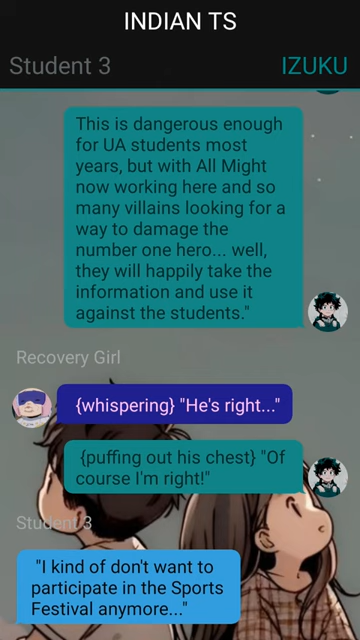 INDIAN TS
Student 3
IZUKU
This is dangerous enough
for UA students most
years, but with All Might
now working here and so
many villains looking for a
way to damage the
number one hero... well,
they will happily take the
information and use it
against the students."
Recovery Girl
{whispering} "He's right..."
{puffing out his chest} "Of
course I'm right!"
Student 3
"I kind of don't want to
participate in the Sports
Festival anymore..."